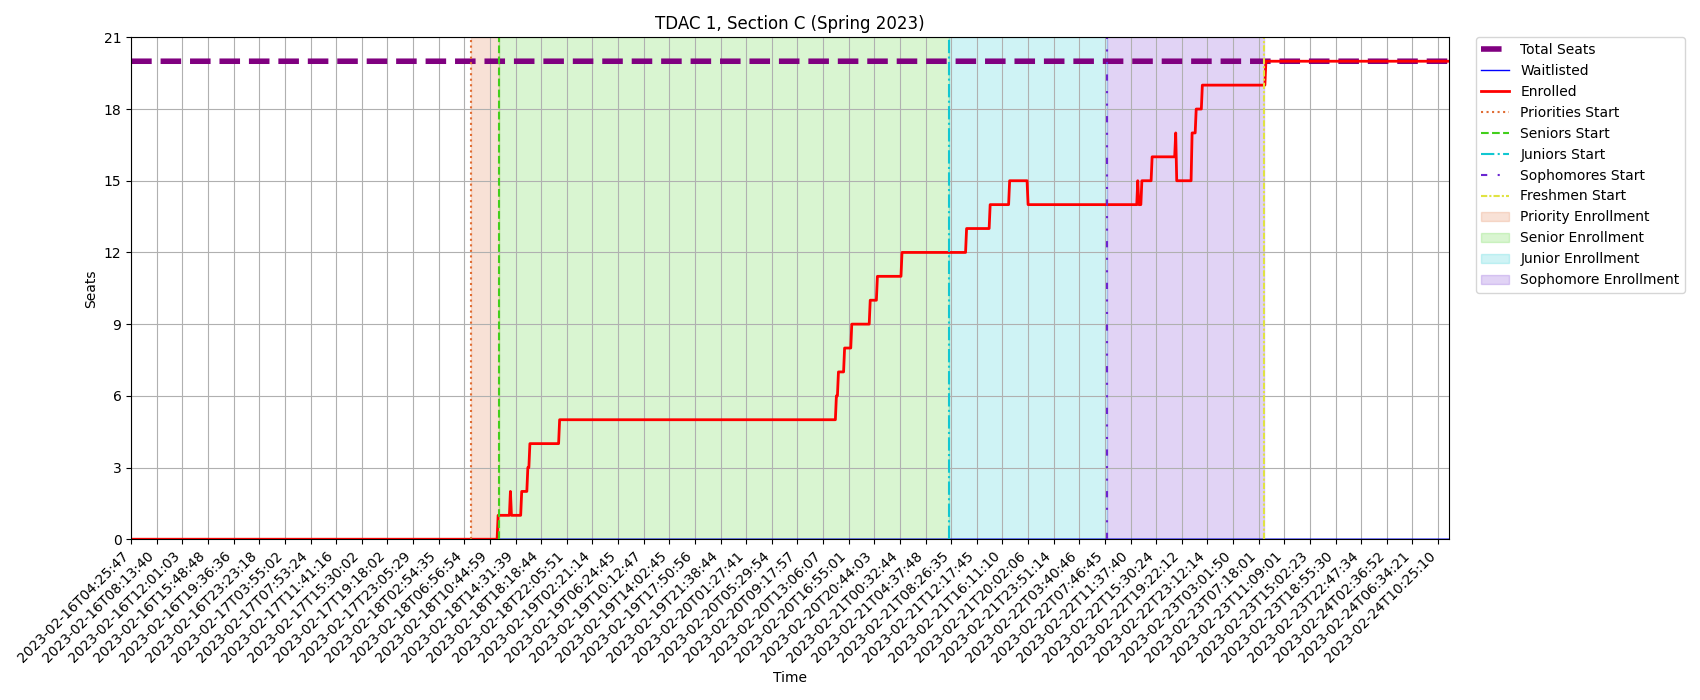 TDAC 1, Section C (Spring 2023)
Seats
21
18
15
12
9
6
3
0
2023-02-16T04:25:47
2023-02-16T08:13:40
2023-02-16T12:01:03
2023-02-16T15:48:48
2023-02-16T19:36:36
2023-02-16T23:23:18
2023-02-17T03:55:02
2023-02-17T07:53:24
2023-02-17T11:41:16
2023-02-17T15:30:02
2023-02-17T19:18:02
2023-02-17T23:05:29
2023-02-18T02:54:35
2023-02-18T06:56:54
2023-02-18T10:44:59
2023-02-18T14:31:39
2023-02-18T18:18:44
2023-02-18T22:05:51
2023-02-19T02:21:14
2023-02-19T06:24:45
2023-02-19T10:12:47
2023-02-19T14:02:45
2023-02-19T17:50:56
2023-02-19T21:38:44
2023-02-20T01:27:41
2023-02-20T05:29:54
2023-02-20T09:17:57
2023-02-20T13:06:07
2023-02-20T16:55:01
2023-02-20T20:44:03
2023-02-21T00:32:44
2023-02-21T04:37:48
2023-02-21T08:26:35
2023-02-21T12:17:45
2023-02-21T16:11:10
2023-02-21T20:02:06
2023-02-21T23:51:14
2023-02-22T03:40:46
2023-02-22T07:46:45
2023-02-22T11:37:40
2023-02-22T15:30:24
2023-02-22T19:22:12
2023-02-22T23:12:14
2023-02-23T03:01:50
2023-02-23T07:18:01
2023-02-23T11:09:01
2023-02-23T15:02:23
2023-02-23T18:55:30
2023-02-23T22:47:34
2023-02-24T02:36:52
2023-02-24T06:34:21
2023-02-24T10:25:10
Time
Total Seats
Waitlisted
Enrolled
Priorities Start
Seniors Start
Juniors Start
Sophomores Start
Freshmen Start
Priority Enrollment
Senior Enrollment
Junior Enrollment
Sophomore Enrollment